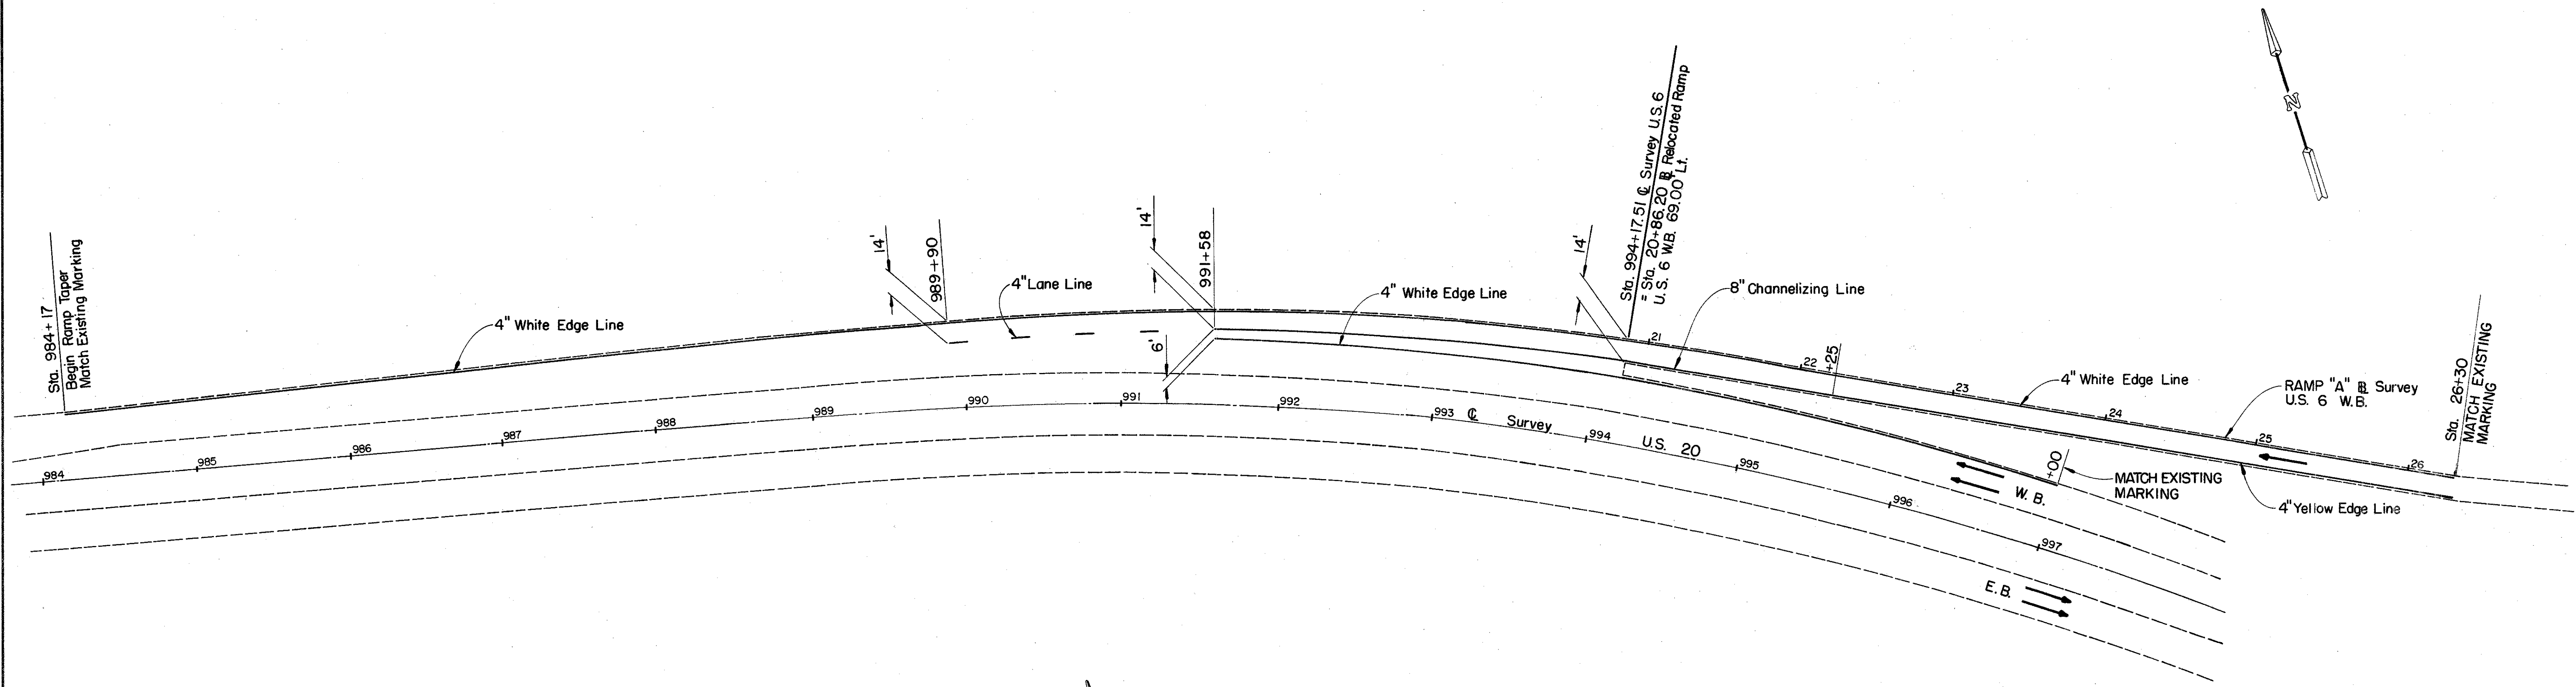 Sta. 984+17
Begin Ramp Taper
Match Existing Marking
4" White Edge Line
14'
989+90
4" Lane Line
14'
991+58
6'
4" White Edge Line
14'
Sta. 994+17.51 ℄ Survey U.S. 6
= Sta. 20+86.20 B Relocated Ramp
U.S. 6 W.B. 69.00' Lt.
8" Channelizing Line
21
22
+25
23
4" White Edge Line
24
RAMP "A" B Survey
U.S. 6 W.B.
25
26
Sta. 26+30
MATCH EXISTING
MARKING
N
984
985
986
987
988
989
990
991
992
993
℄ Survey U.S. 20
994
995
996
997
W.B.
+00
MATCH EXISTING
MARKING
4" Yellow Edge Line
E.B.